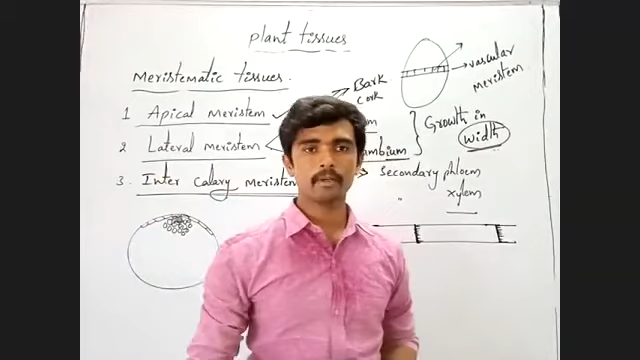 plant tissues
Meristematic tissues.
1 Apical meristem
2 Lateral meristem
3. Inter Calary meristem
Bark
cork
Growth in
width
Secondary phloem
xylem
vascular
meristem